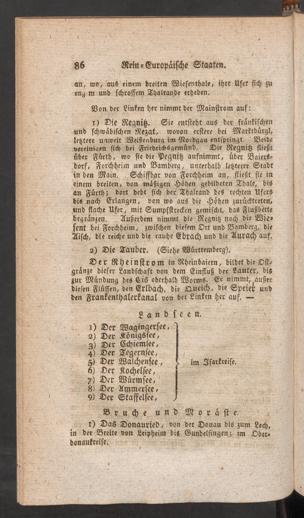 86 Rein-Europäische Staaten.
an, wo, aus einem breiten Wiesenthale, ihre Ufer sich zu
engem und schroffem Thalrande erheben.
Von der Linken her nimmt der Mainstrom auf:
1) Die Regnitz. Sie entsteht aus der fränkischen
und schwäbischen Rezat, wovon erstere bei Marktbürgl,
letztere unweit Weißenburg im Nordgau entspringt. Beide
vereinigen sich bei Friedrichsgemünd. Die Regnitz fließt
über Fürth, wo sie die Pegnitz aufnimmt, über Baiers-
dorf, Forchheim und Bamberg, unterhalb letzterer Stadt
in den Main. Schiffbar von Forchheim an, fließt sie in
einem breiten, von mäßigen Höhen gebildeten Thale, bis
an Fürth; dort hebt sich der Thalrand des rechten Ufers
bis nach Erlangen, von wo aus die Höhen zurücktreten,
und flache Ufer, mit Sumpfstrecken gemischt, das Flußbette
begränzen. Außerdem nimmt die Regnitz noch die Wie
sent bei Forchheim, zwischen diesem Ort und Bamberg, die
Aisch, die reiche und die rauhe Ebrach und die Aurach auf.
2) Die Tauber. (Siehe Württemberg).
Der Rheinstrom in Rheinbaiern, bildet die Ost-
gränze dieser Landschaft von dem Einfluß der Lauter, bis
zur Mündung des Eis oberhalb Worms. Er nimmt, außer
diesen Flüssen, den Erlbach, die Queich, die Speier und
den Frankenthalerkanal von der Linken her auf. —
Landseen.
1) Der Wagingersee,
2) Der Königssee,
3) Der Chiemsee,
4) Der Tegernsee,
5) Der Walchensee, im Isarkreise.
6) Der Kochelsee,
7) Der Würmsee,
8) Der Ammersee,
9) Der Staffelsee,
Bruche und Moräste.
1) Das Donauried, von der Donau bis zum Lech,
in der Breite von Leipheim bis Gundelfingen; im Ober-
donaukreise.